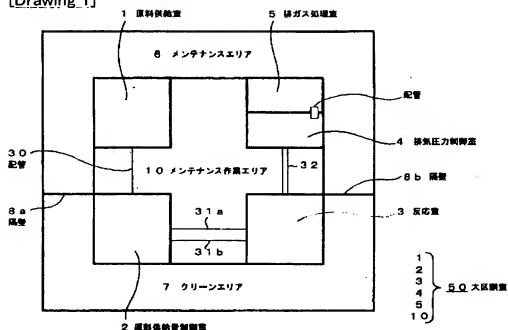 [Drawing 1]
1 原料供給室
5 排ガス処理室
6 メンテナンスエリア
配管
4 排気圧力制御室
30
配管
10 メンテナンス作業エリア
32
8a
隔壁
8b 隔壁
31a
31b
3 反応室
7 クリーンエリア
2 原料供給量制御室
1
2
3
4
5
10
50 大区画室